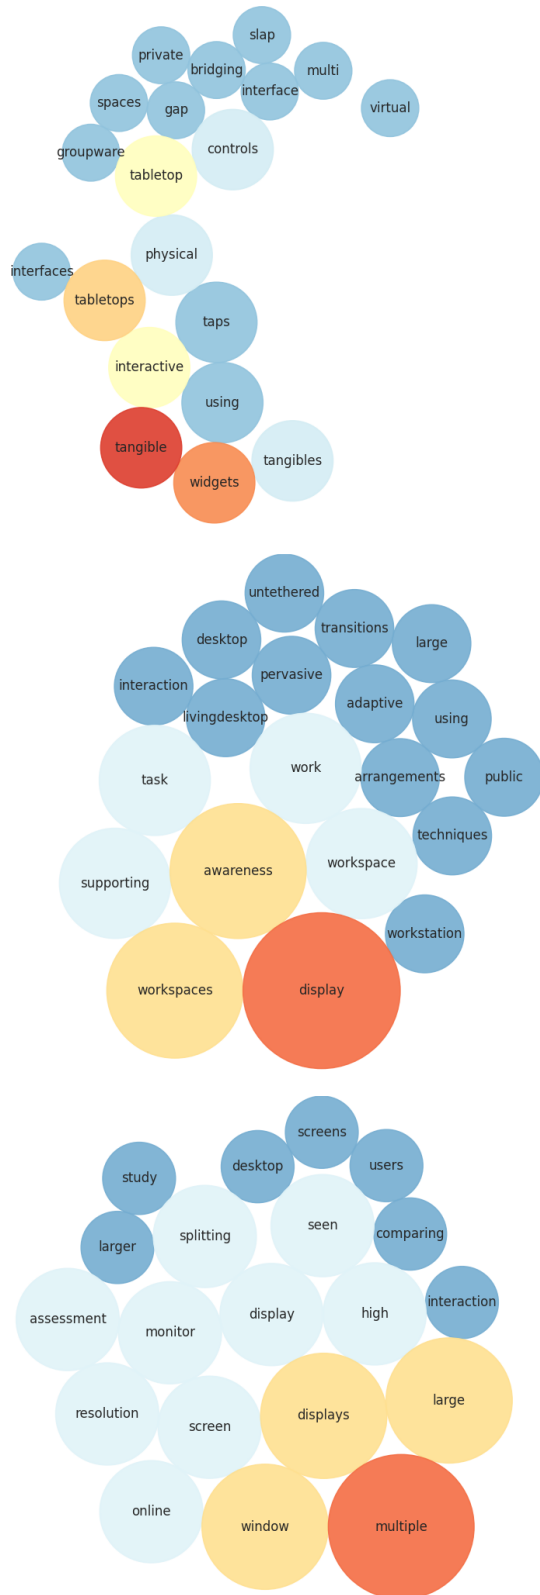 slap
private
bridging
multi
interface
spaces
gap
virtual
groupware
controls
tabletop
physical
interfaces
tabletops
taps
interactive
using
tangible
tangibles
widgets
untethered
transitions
desktop
large
pervasive
interaction
adaptive
livingdesktop
using
work
task
arrangements
public
techniques
workspace
awareness
supporting
workstation
workspaces
display
screens
desktop
users
study
seen
splitting
comparing
larger
interaction
display
high
assessment
monitor
large
resolution
displays
screen
online
window
multiple